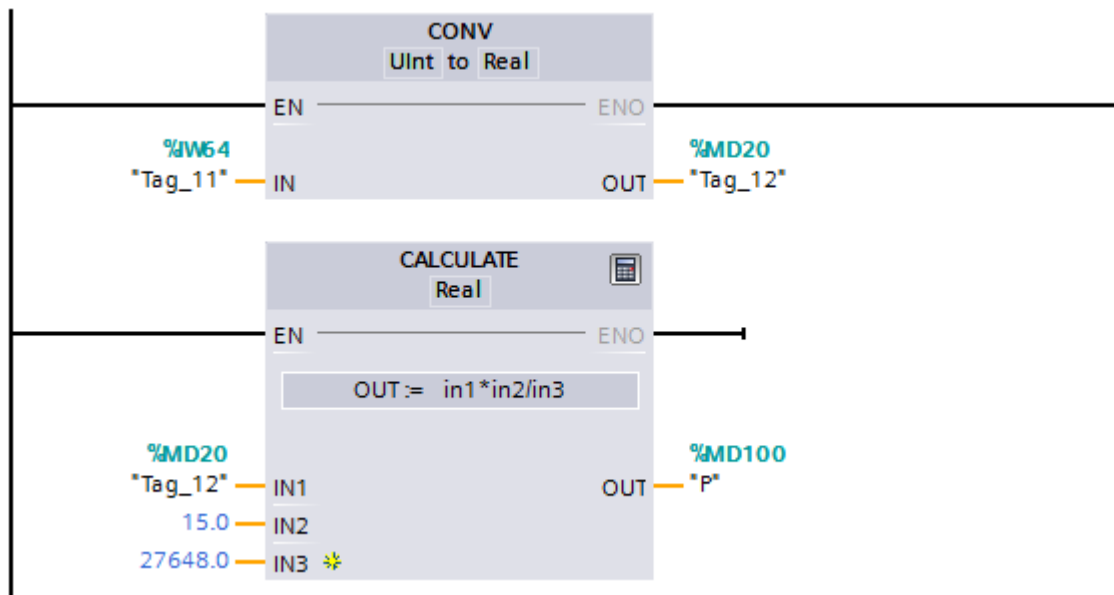 CONV
UInt to Real
EN ENO
%IW64 %MD20
"Tag_11" IN OUT "Tag_12"
CALCULATE
Real
EN ENO
OUT := in1*in2/in3
%MD20 %MD100
"Tag_12" IN1 OUT "P"
15.0 IN2
27648.0 IN3